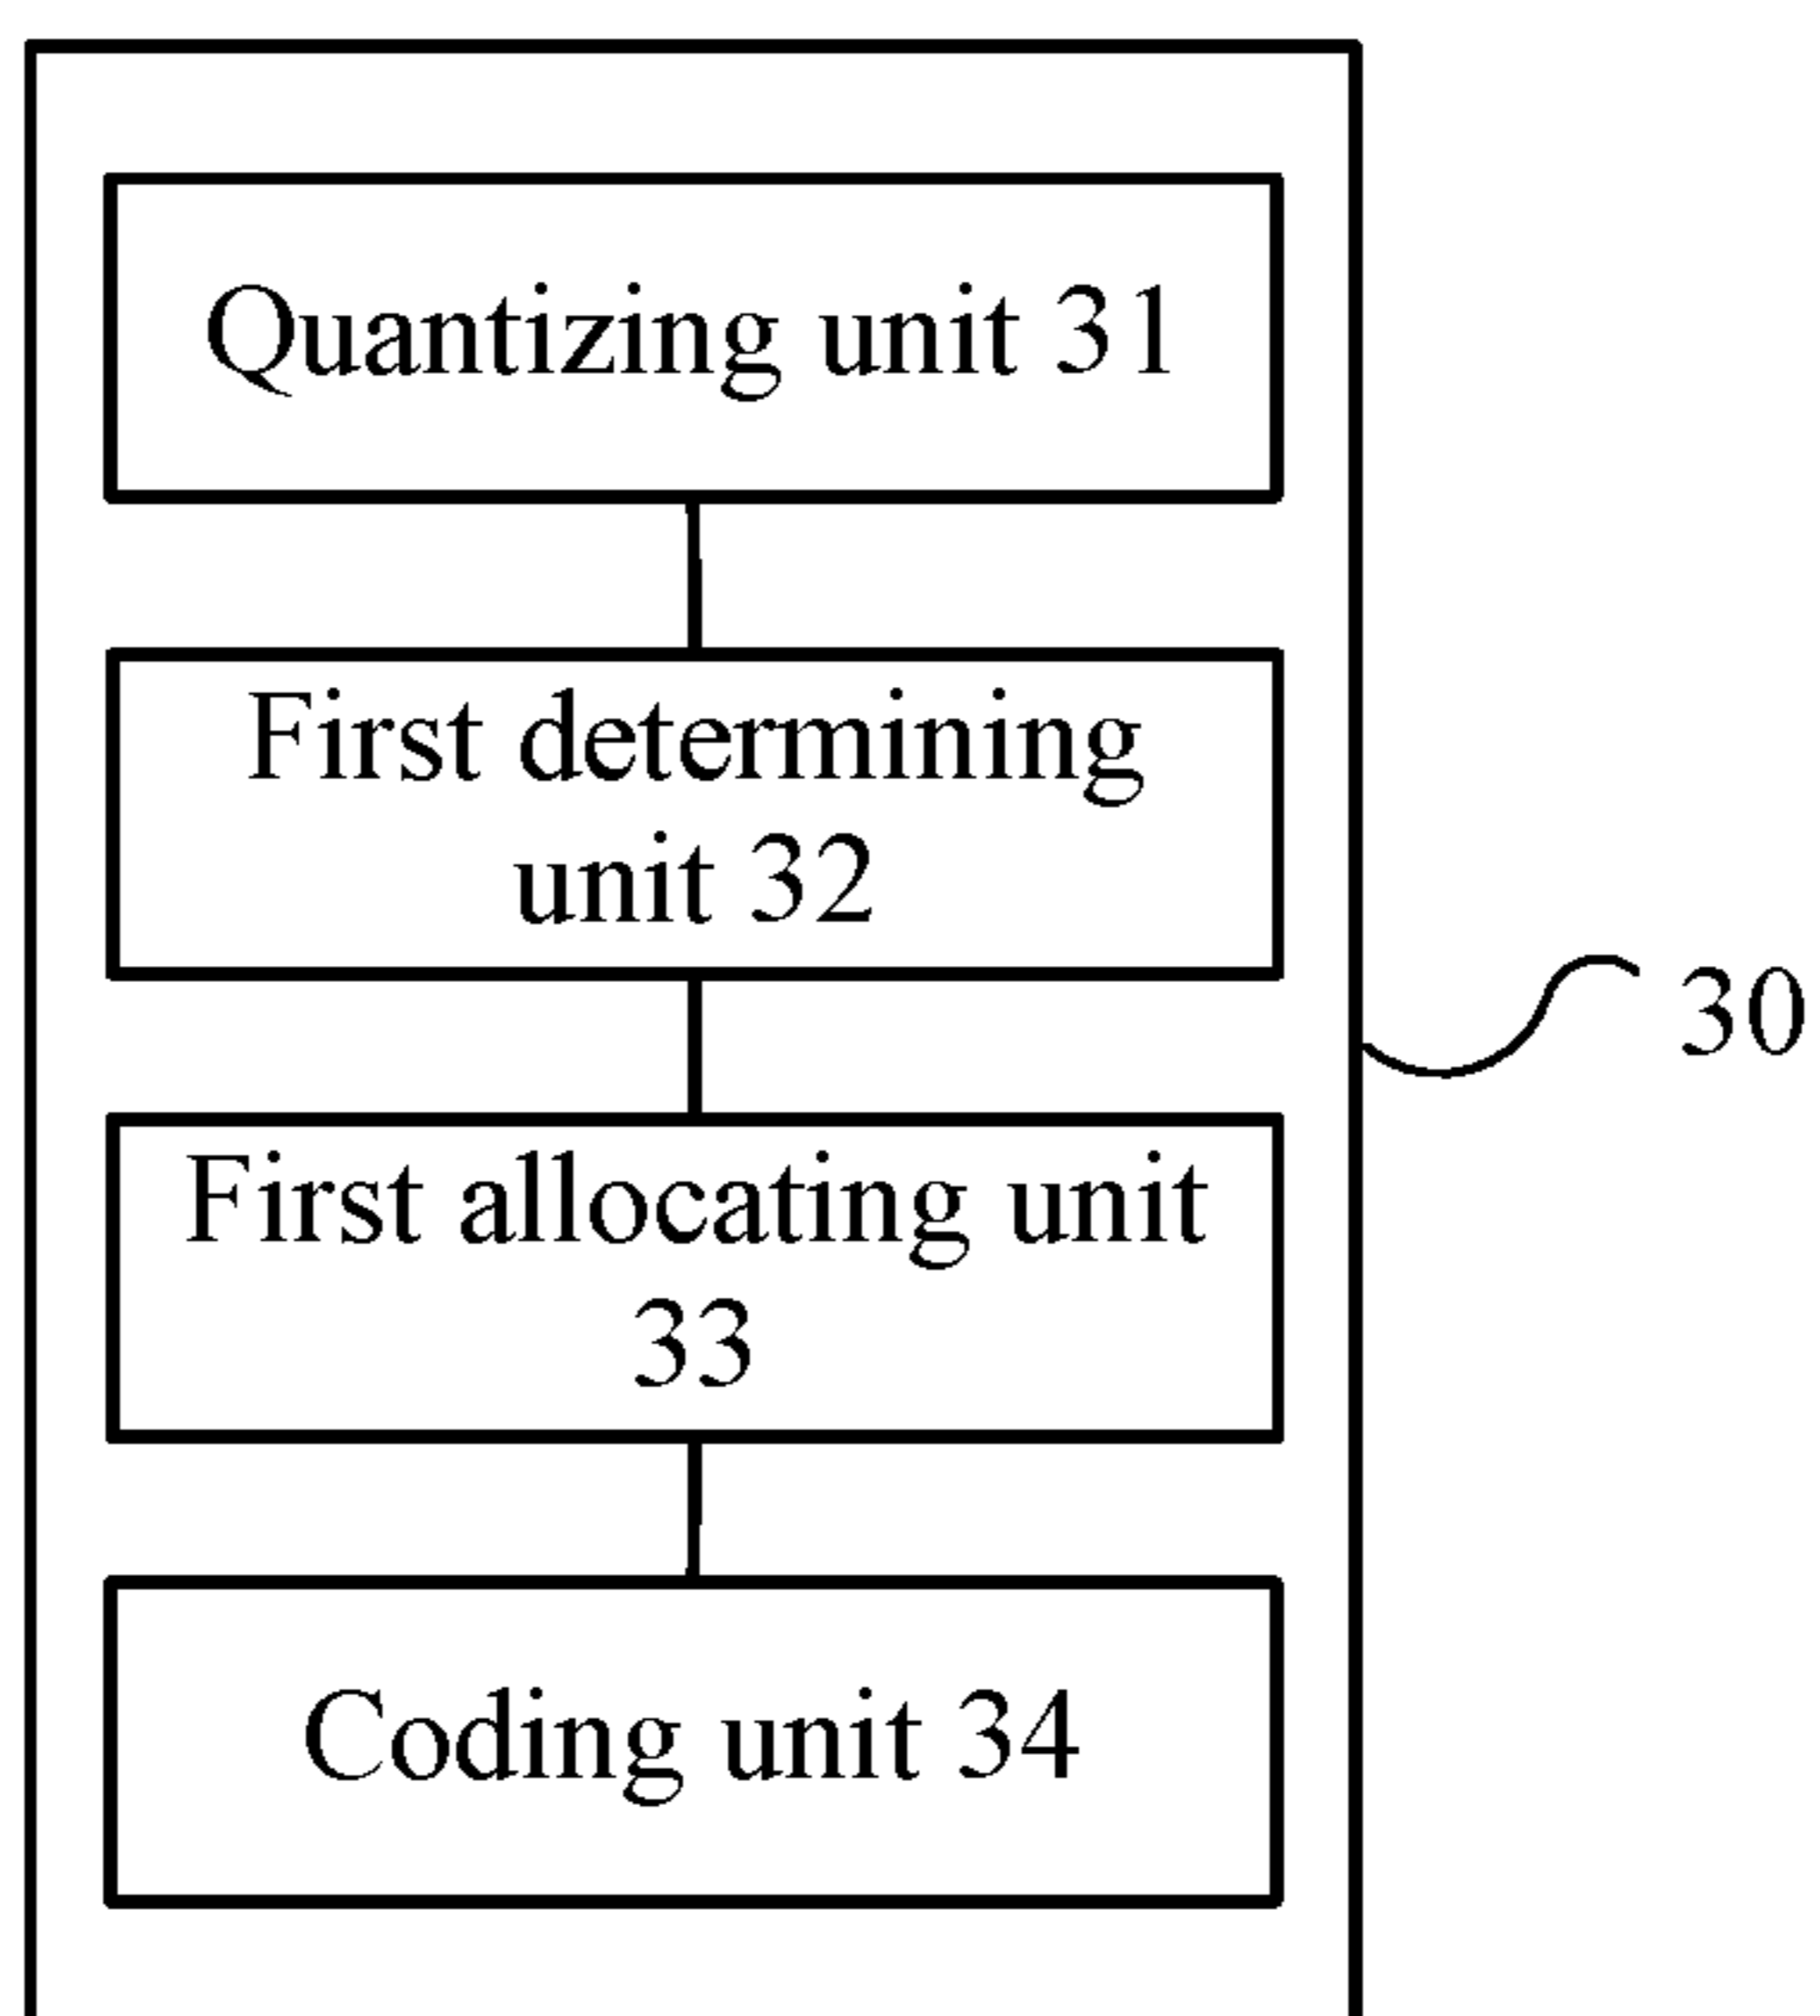 Quantizing unit 31
First determining
unit 32
30
First allocating unit
33
Coding unit 34